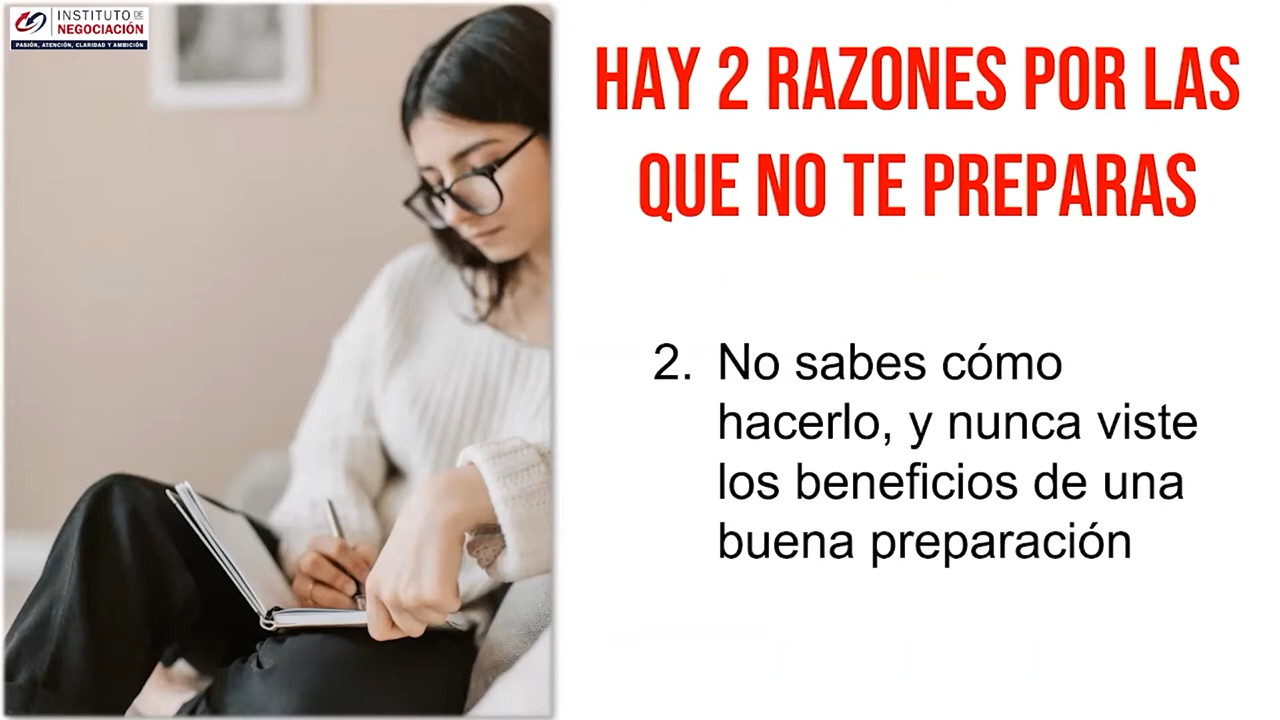 INSTITUTO DE
NEGOCIACIÓN
PASIÓN, ATENCIÓN, CLARIDAD Y AMBICIÓN
HAY 2 RAZONES POR LAS
QUE NO TE PREPARAS
2. No sabes cómo
hacerlo, y nunca viste
los beneficios de una
buena preparación